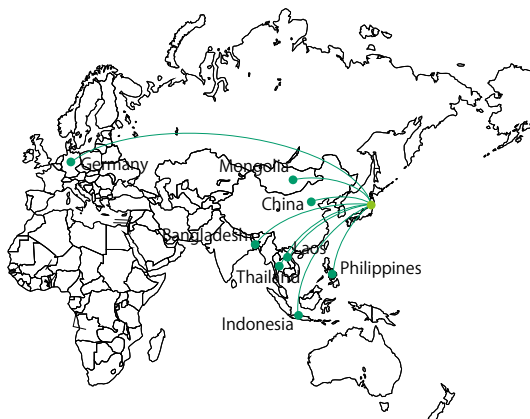 Germany
Mongolia
China
Bangladesh
Laos
Thailand
Philippines
Indonesia